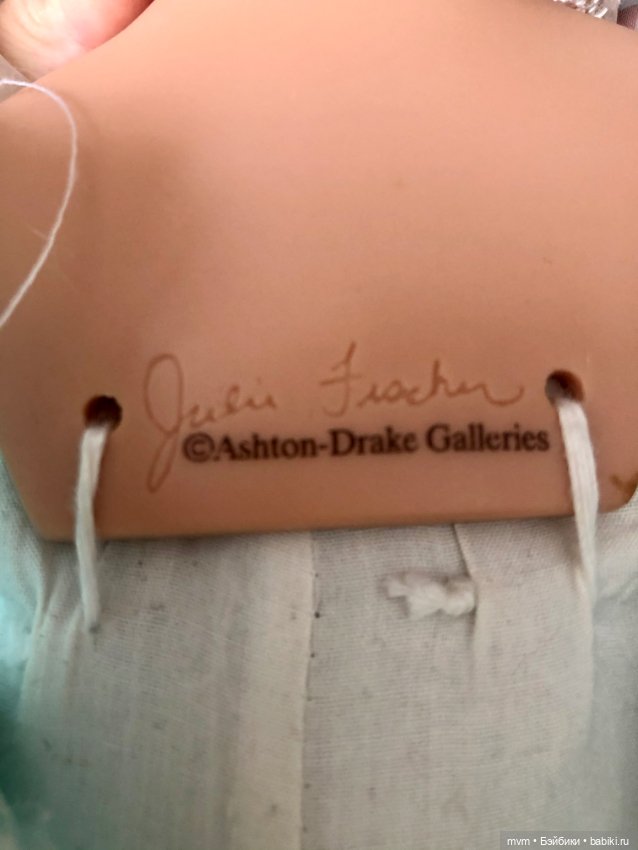 Julie Fischer
©Ashton-Drake Galleries
mvm • Бэйбики • babiki.ru